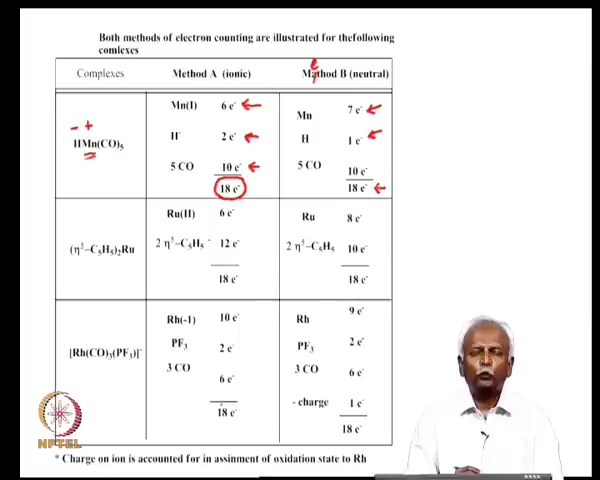 Both methods of electron counting are illustrated for thefollowing
comlexes
Complexes
Method A (ionic)
Mathod B (neutral)
e
- +
HMn(CO)₅
Mn(I) 6 e⁻
H⁻ 2 e⁻
5 CO 10 e⁻
18 e⁻
Mn 7 e⁻
H 1 e⁻
5 CO 10 e⁻
18 e⁻
(η⁵–C₅H₅)₂Ru
Ru(II) 6 e⁻
2 η⁵–C₅H₅⁻ 12 e⁻
18 e⁻
Ru 8 e⁻
2 η⁵–C₅H₅ 10 e⁻
18 e⁻
[Rh(CO)₃(PF₃)]⁻
Rh(-1) 10 e⁻
PF₃ 2 e⁻
3 CO 6 e⁻
18 e⁻
Rh 9 e⁻
PF₃ 2 e⁻
3 CO 6 e⁻
- charge 1 e⁻
18 e⁻
* Charge on ion is accounted for in assinment of oxidation state to Rh
NPTEL